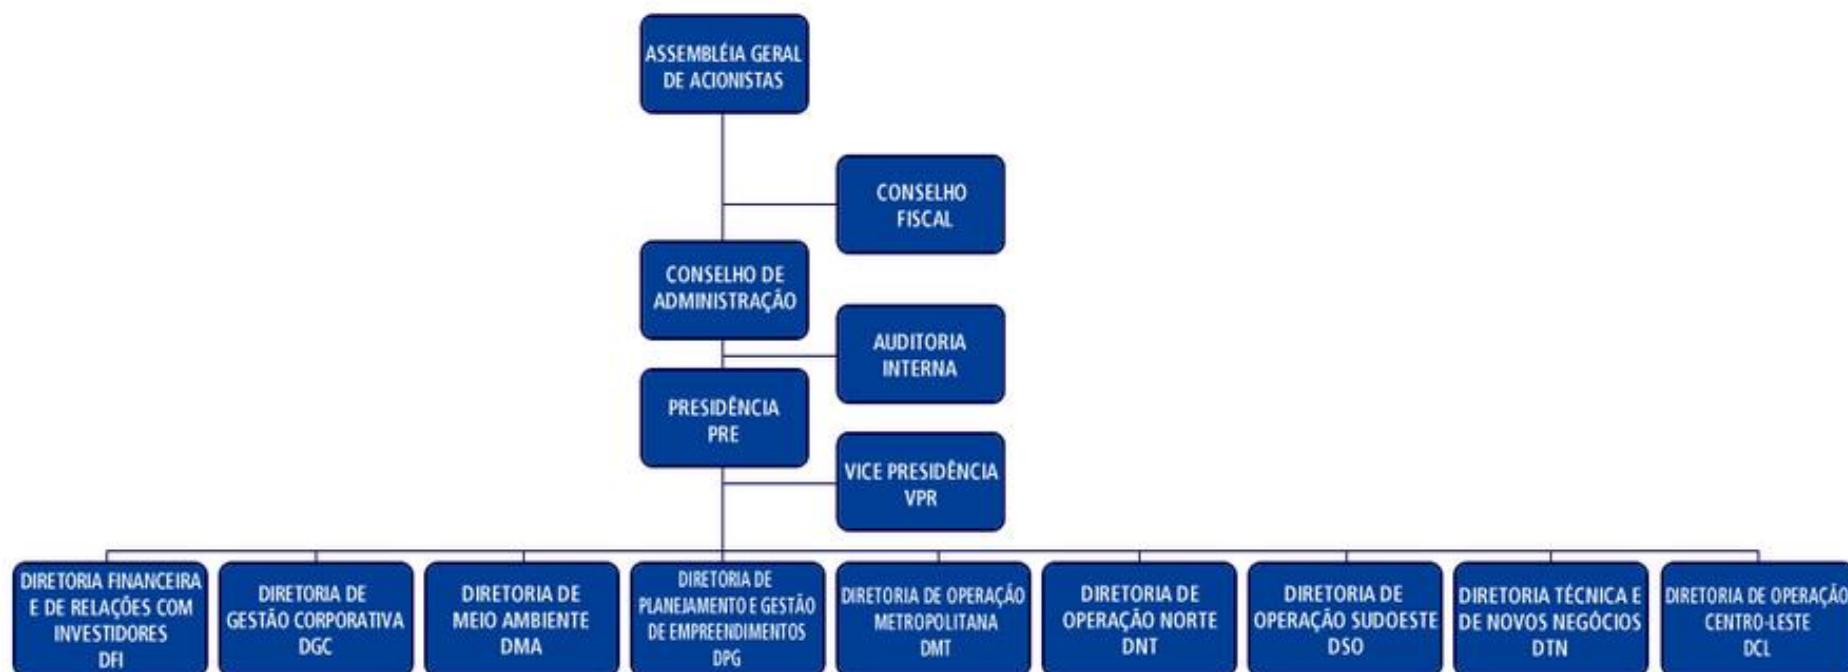 ASSEMBLÉIA GERAL
DE ACIONISTAS
CONSELHO
FISCAL
CONSELHO DE
ADMINISTRAÇÃO
AUDITORIA
INTERNA
PRESIDÊNCIA
PRE
VICE PRESIDÊNCIA
VPR
DIRETORIA FINANCEIRA
E DE RELAÇÕES COM
INVESTIDORES
DFI
DIRETORIA DE
GESTÃO CORPORATIVA
DGC
DIRETORIA DE
MEIO AMBIENTE
DMA
DIRETORIA DE
PLANEJAMENTO E GESTÃO
DE EMPREENDIMENTOS
DPG
DIRETORIA DE OPERAÇÃO
METROPOLITANA
DMT
DIRETORIA DE
OPERAÇÃO NORTE
DNT
DIRETORIA DE
OPERAÇÃO SUDOESTE
DSO
DIRETORIA TÉCNICA E
DE NOVOS NEGÓCIOS
DTN
DIRETORIA DE OPERAÇÃO
CENTRO-LESTE
DCL